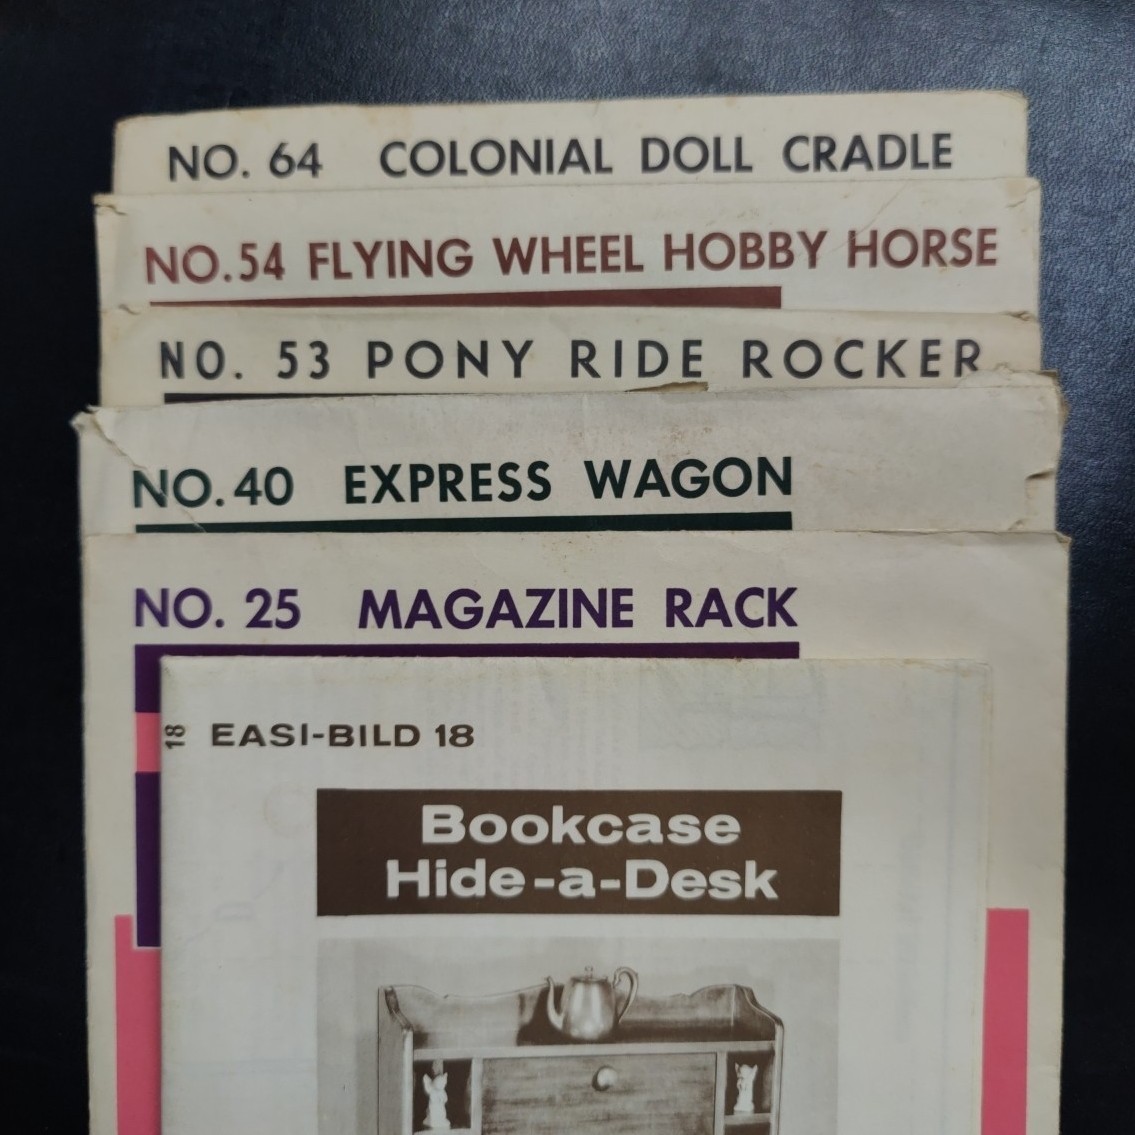 NO. 64 COLONIAL DOLL CRADLE
NO.54 FLYING WHEEL HOBBY HORSE
NO. 53 PONY RIDE ROCKER
NO.40 EXPRESS WAGON
NO. 25 MAGAZINE RACK
18
EASI-BILD 18
Bookcase
Hide-a-Desk